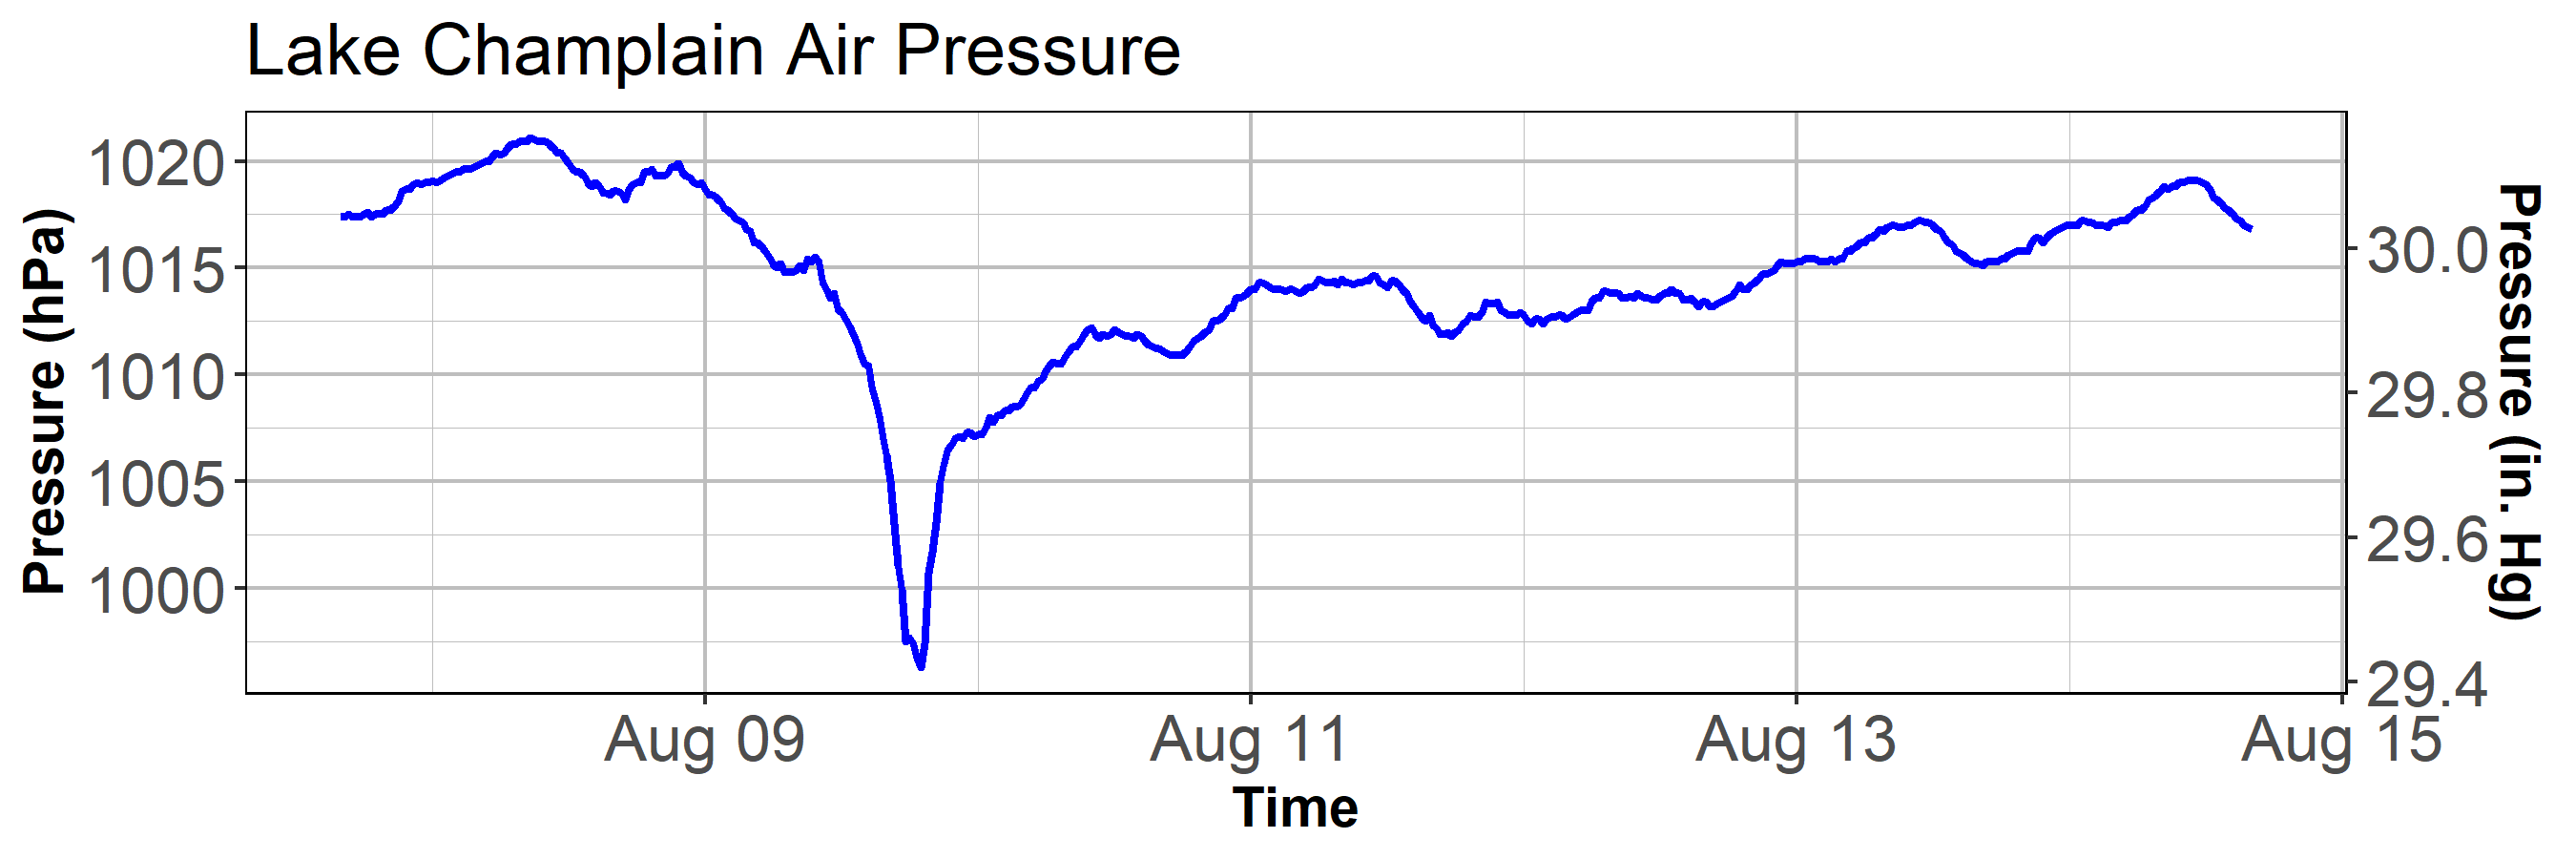 Lake Champlain Air Pressure
Pressure (hPa)
1020
1015
1010
1005
1000
30.0
29.8
29.6
29.4
Pressure (in. Hg)
Aug 09 Aug 11 Aug 13 Aug 15
Time